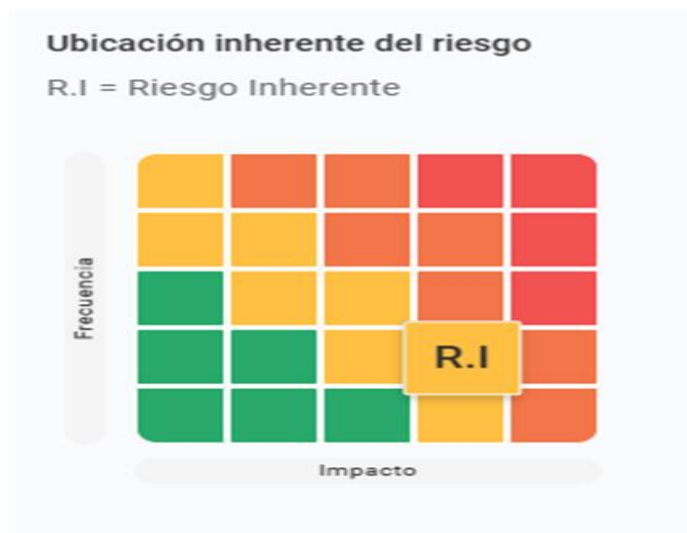 Ubicación inherente del riesgo
R.I = Riesgo Inherente
Frecuencia
R.I
Impacto